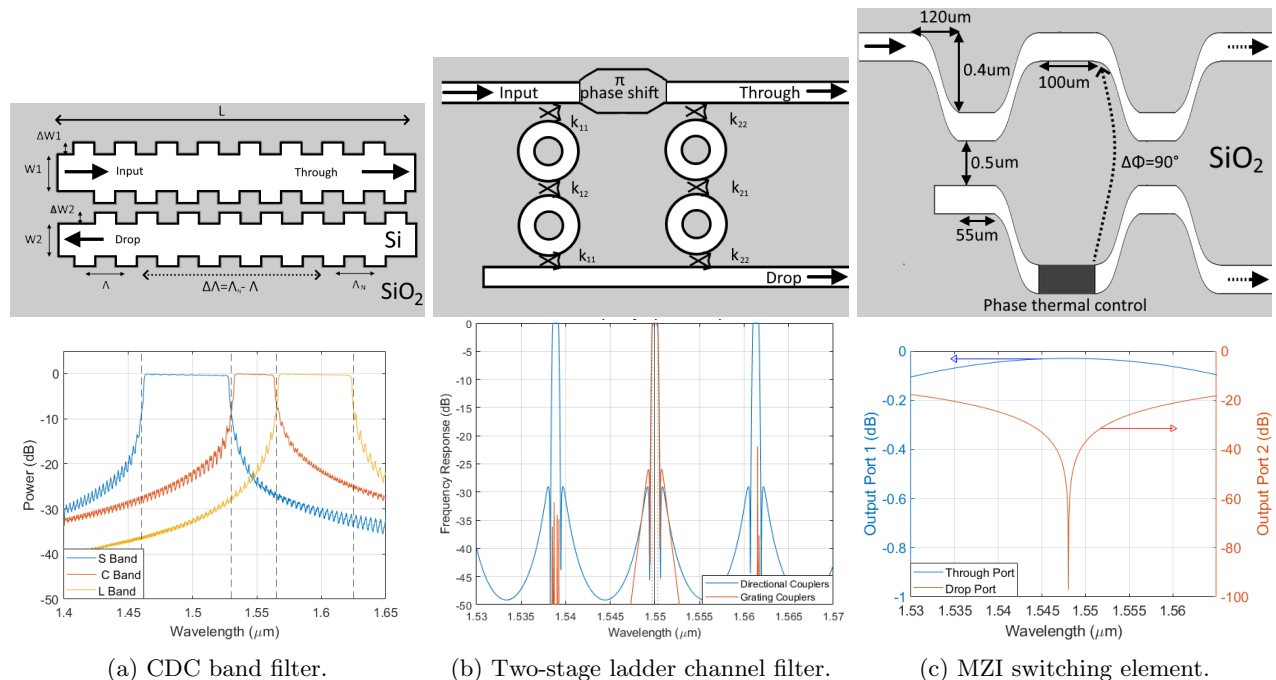 L
ΔW1
W1
Input
Through
ΔW2
W2
Drop
Si
Λ
ΔΛ=Λ_N- Λ
Λ_N
SiO₂
π
phase shift
Input
Through
k₁₁
k₂₂
k₁₂
k₂₁
k₁₁
k₂₂
Drop
120um
0.4um
100um
0.5um
ΔΦ=90°
SiO₂
55um
Phase thermal control
0
-10
-20
-30
-40
-50
Power (dB)
S Band
C Band
L Band
1.4
1.45
1.5
1.55
1.6
1.65
Wavelength (μm)
0
-5
-10
-15
-20
-25
-30
-35
-40
-45
-50
Frequency Response (dB)
Directional Couplers
Grating Couplers
1.53
1.535
1.54
1.545
1.55
1.555
1.56
1.565
1.57
Wavelength (μm)
0
-0.2
-0.4
-0.6
-0.8
-1
Output Port 1 (dB)
0
-20
-40
-60
-80
-100
Output Port 2 (dB)
Through Port
Drop Port
1.53
1.535
1.54
1.545
1.55
1.555
1.56
Wavelength (μm)
(a) CDC band filter.
(b) Two-stage ladder channel filter.
(c) MZI switching element.